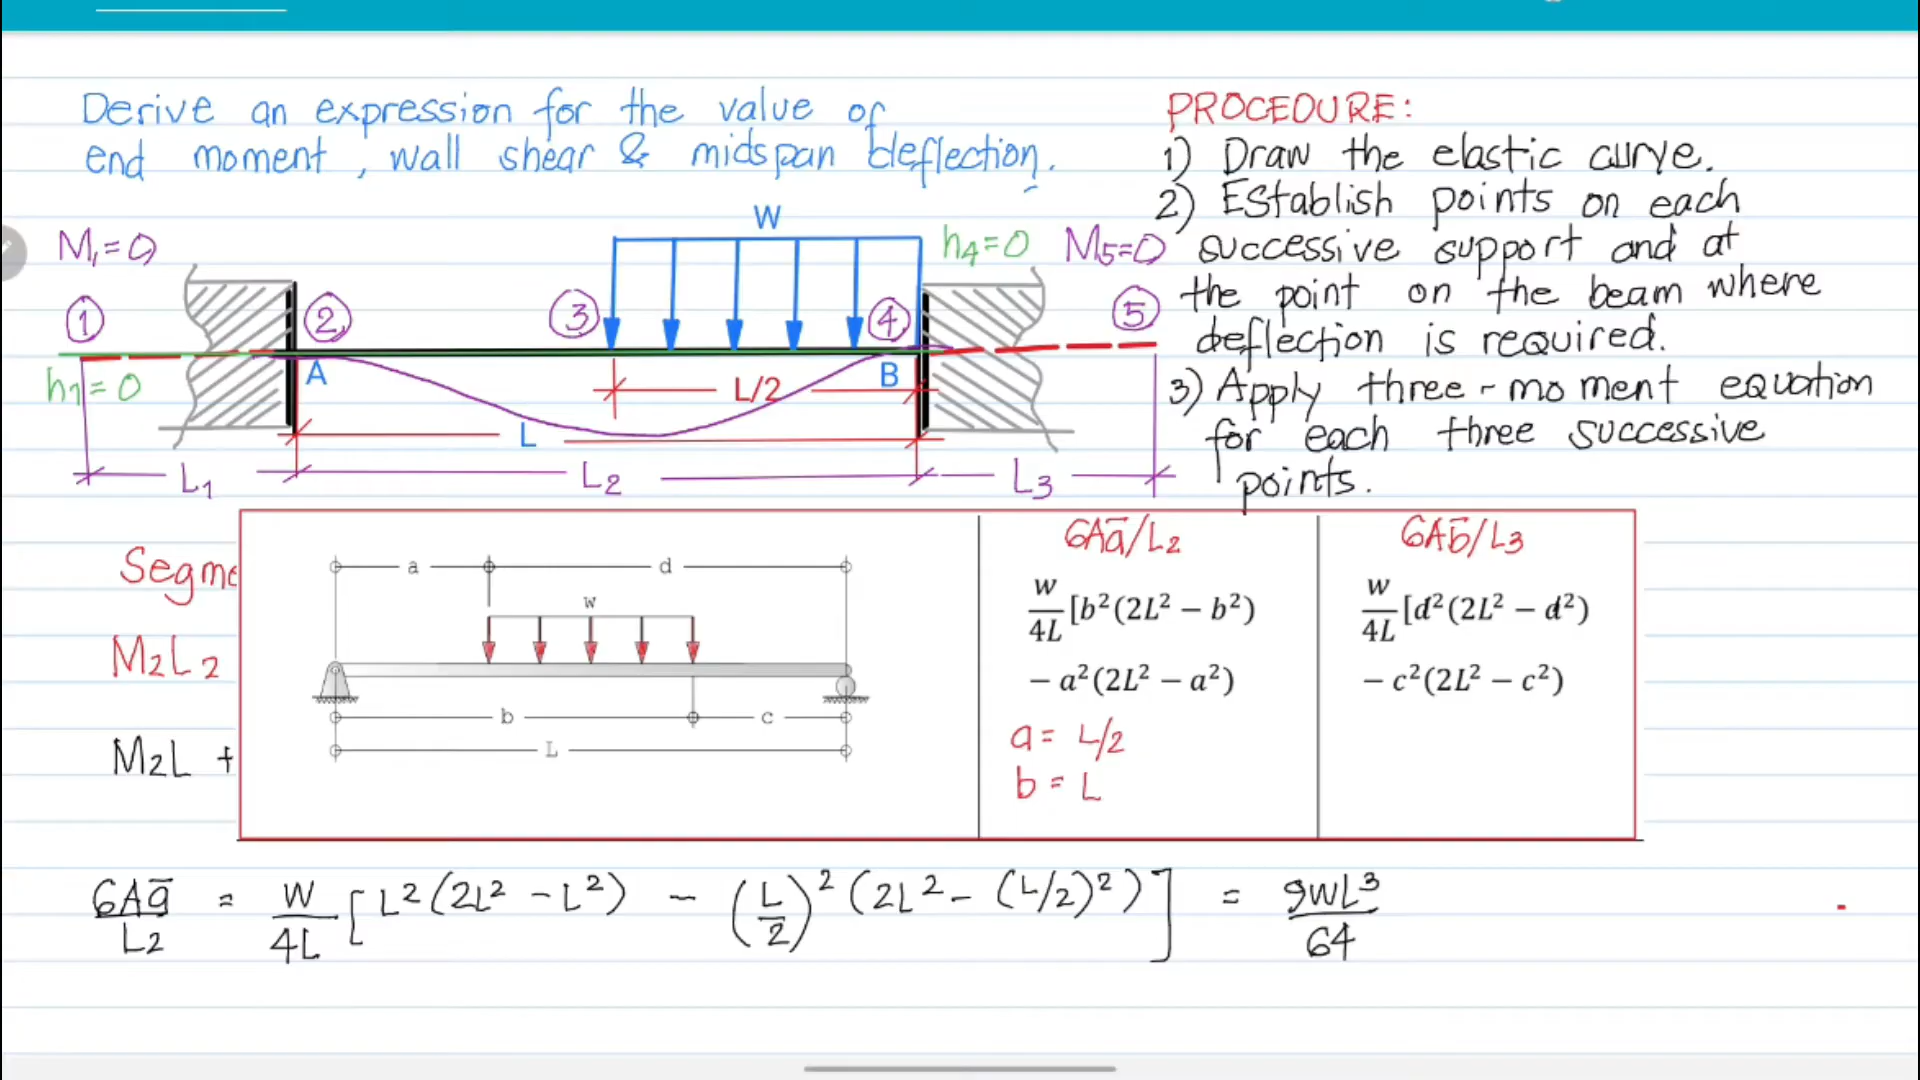 Derive an expression for the value of
end moment, wall shear & midspan deflection.
PROCEDURE:
1) Draw the elastic curve.
2) Establish points on each
successive support and at
the point on the beam where
deflection is required.
3) Apply three-moment equation
for each three successive
points.
W
M₁=0
h₄=0 M₅=0
1 2 3 4 5
A B
h₁=0
L/2
L
L₁ L₂ L₃
Segme
M₂L₂
M₂L +
a d
w
b c
L
6Aā/L₂
w/4L [b²(2L² − b²)
− a²(2L² − a²)
a = L/2
b = L
6Ab̄/L₃
w/4L [d²(2L² − d²)
− c²(2L² − c²)
6Aā/L₂ = W/4L [L²(2L² − L²) − (L/2)²(2L² − (L/2)²)] = 9WL³/64